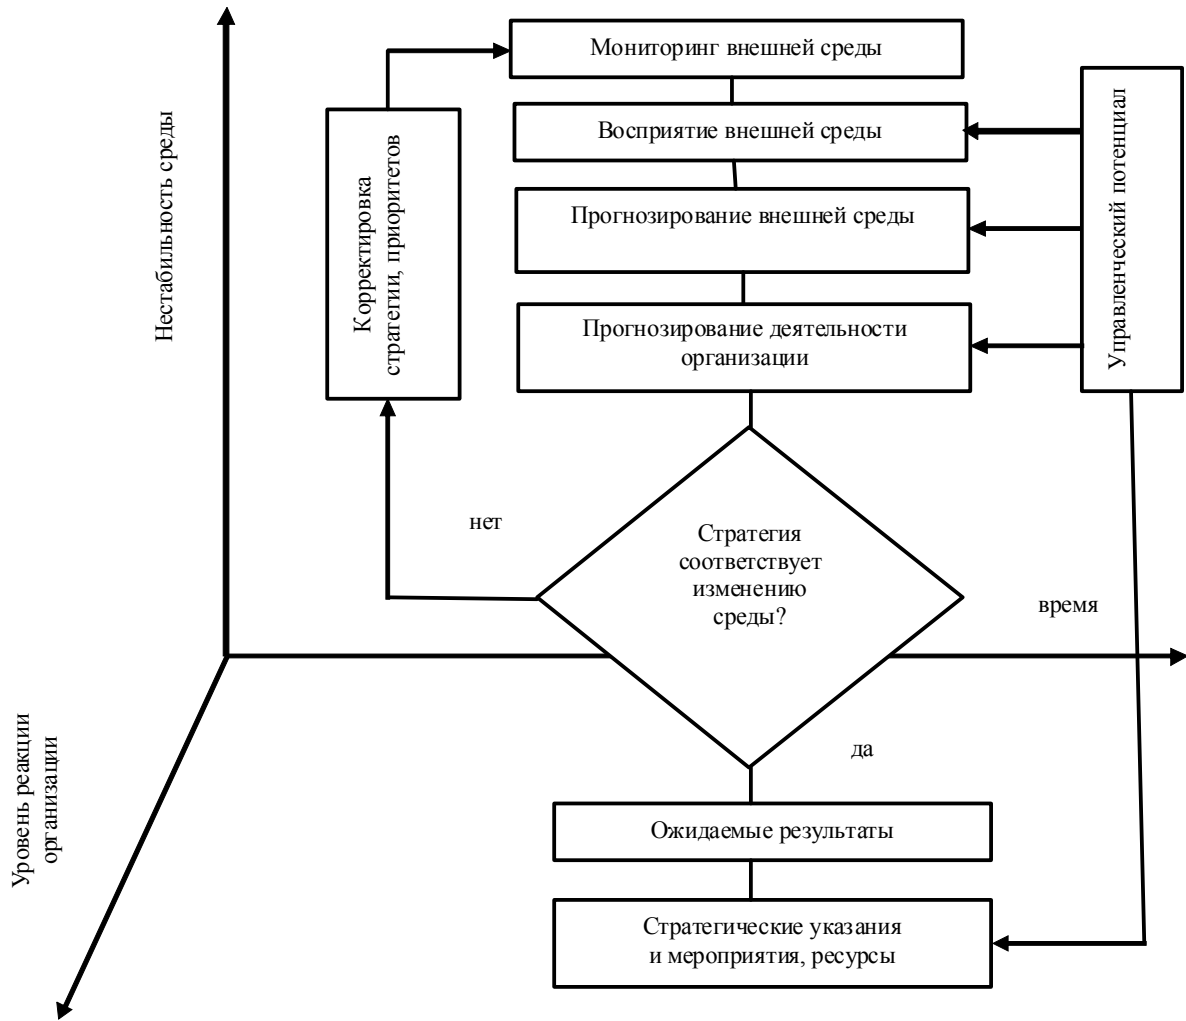 Мониторинг внешней среды
Восприятие внешней среды
Прогнозирование внешней среды
Прогнозирование деятельности
организации
Управленческий потенциал
Корректировка
стратегии, приоритетов
Нестабильность среды
нет
Стратегия
соответствует
изменению
среды?
время
да
Уровень реакции
организации
Ожидаемые результаты
Стратегические указания
и мероприятия, ресурсы